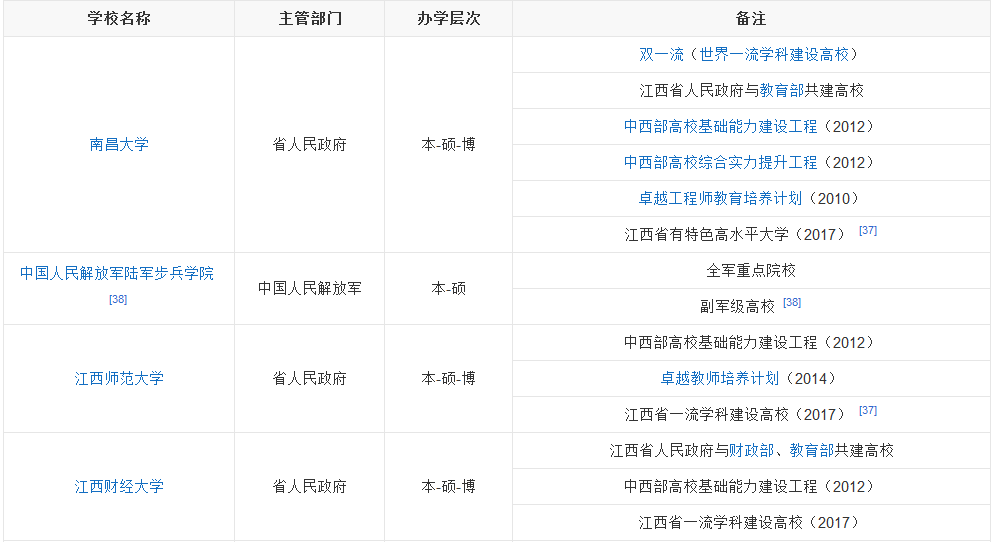 学校名称 主管部门 办学层次 备注
南昌大学 省人民政府 本-硕-博
双一流（世界一流学科建设高校）
江西省人民政府与教育部共建高校
中西部高校基础能力建设工程（2012）
中西部高校综合实力提升工程（2012）
卓越工程师教育培养计划（2010）
江西省有特色高水平大学（2017） [37]
中国人民解放军陆军步兵学院
[38]
中国人民解放军 本-硕
全军重点院校
副军级高校 [38]
江西师范大学 省人民政府 本-硕-博
中西部高校基础能力建设工程（2012）
卓越教师培养计划（2014）
江西省一流学科建设高校（2017） [37]
江西财经大学 省人民政府 本-硕-博
江西省人民政府与财政部、教育部共建高校
中西部高校基础能力建设工程（2012）
江西省一流学科建设高校（2017）